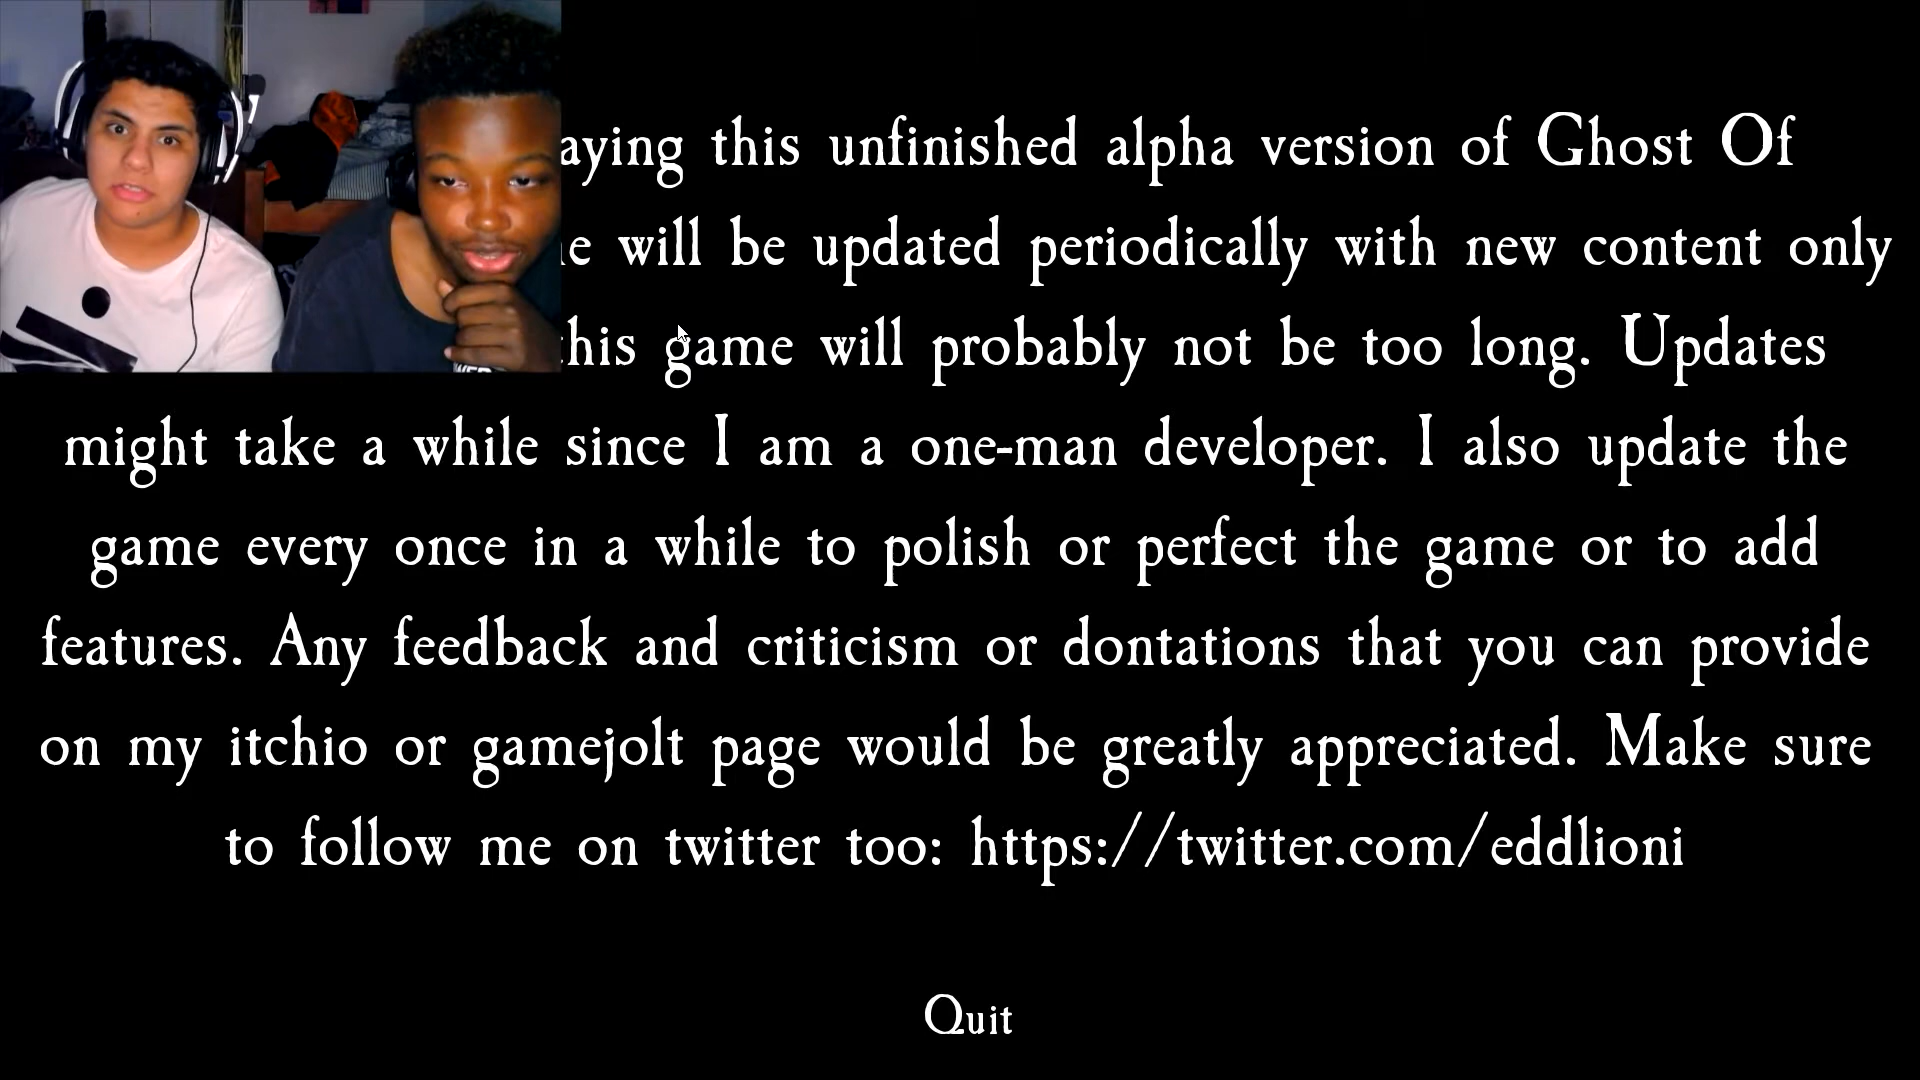 aying this unfinished alpha version of Ghost Of
will be updated periodically with new content only
this game will probably not be too long. Updates
might take a while since I am a one-man developer. I also update the
game every once in a while to polish or perfect the game or to add
features. Any feedback and criticism or dontations that you can provide
on my itchio or gamejolt page would be greatly appreciated. Make sure
to follow me on twitter too: https://twitter.com/eddlioni
Quit